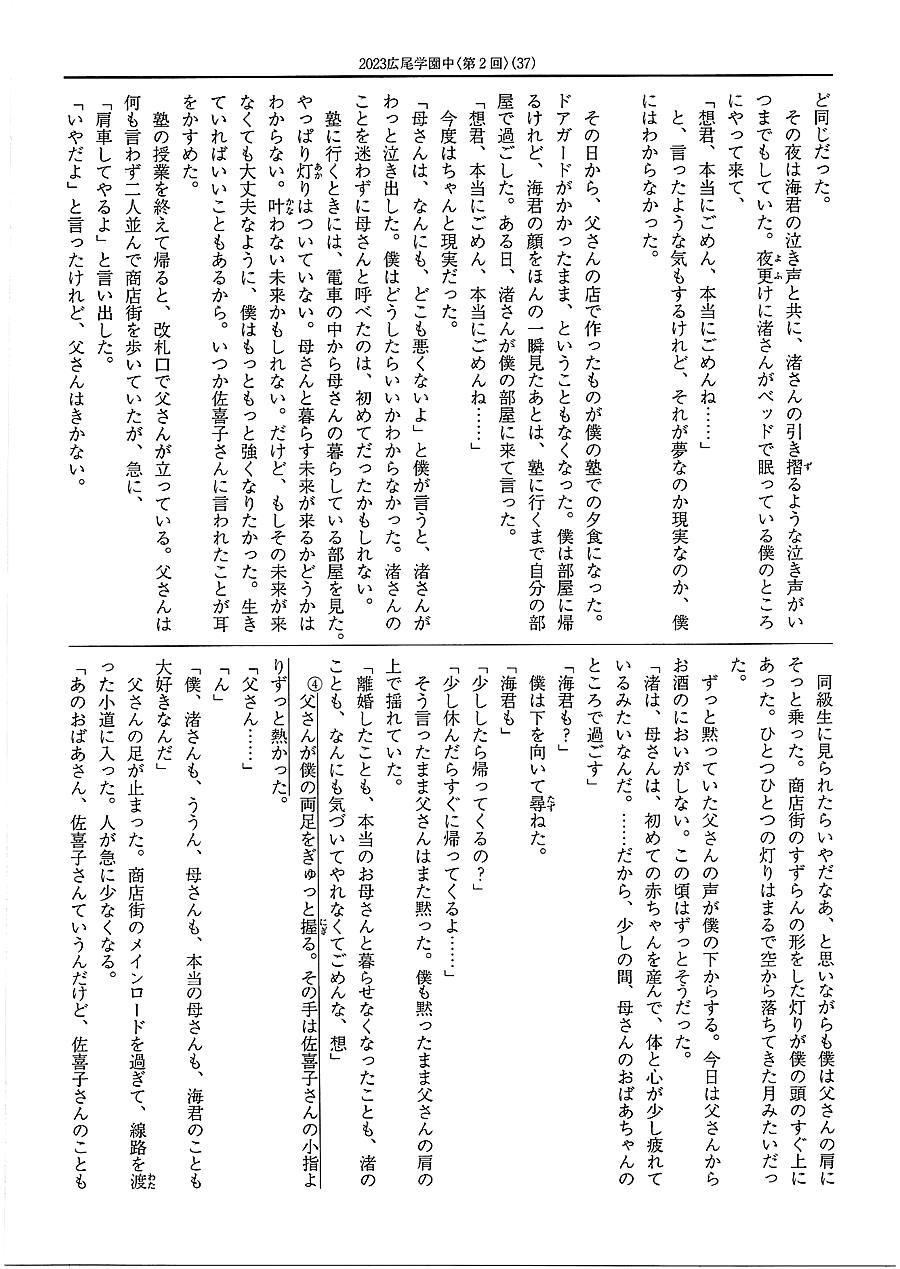 2023広尾学園中〈第2回〉(37)
ど同じだった。
その夜は海君の泣き声と共に、渚さんの引き摺るような泣き声がい
つまでもしていた。夜更けに渚さんがベッドで眠っている僕のところ
にやって来て、
「想君、本当にごめん、本当にごめんね……」
と、言ったような気もするけれど、それが夢なのか現実なのか、僕
にはわからなかった。
その日から、父さんの店で作ったものが僕の塾での夕食になった。
ドアガードがかかったまま、ということもなくなった。僕は部屋に帰
るけれど、海君の顔をほんの一瞬見たあとは、塾に行くまで自分の部
屋で過ごした。ある日、渚さんが僕の部屋に来て言った。
「想君、本当にごめん、本当にごめんね……」
今度はちゃんと現実だった。
「母さんは、なんにも、どこも悪くないよ」と僕が言うと、渚さんが
わっと泣き出した。僕はどうしたらいいかわからなかった。渚さんの
ことを迷わずに母さんと呼べたのは、初めてだったかもしれない。
塾に行くときには、電車の中から母さんの暮らしている部屋を見た。
やっぱり灯りはついていない。母さんと暮らす未来が来るかどうかは
わからない。叶わない未来かもしれない。だけど、もしその未来が来
なくても大丈夫なように、僕はもっともっと強くなりたかった。生き
ていればいいこともあるから。いつか佐喜子さんに言われたことが耳
をかすめた。
塾の授業を終えて帰ると、改札口で父さんが立っている。父さんは
何も言わず二人並んで商店街を歩いていたが、急に、
「肩車してやるよ」と言い出した。
「いやだよ」と言ったけれど、父さんはきかない。
同級生に見られたらいやだなあ、と思いながらも僕は父さんの肩に
そっと乗った。商店街のすずらんの形をした灯りが僕の頭のすぐ上に
あった。ひとつひとつの灯りはまるで空から落ちてきた月みたいだっ
た。
ずっと黙っていた父さんの声が僕の下からする。今日は父さんから
お酒のにおいがしない。この頃はずっとそうだった。
「渚は、母さんは、初めての赤ちゃんを産んで、体と心が少し疲れて
いるみたいなんだ。……だから、少しの間、母さんのおばあちゃんの
ところで過ごす」
「海君も?」
僕は下を向いて尋ねた。
「海君も」
「少ししたら帰ってくるの?」
「少し休んだらすぐに帰ってくるよ……」
そう言ったまま父さんはまた黙った。僕も黙ったまま父さんの肩の
上で揺れていた。
「離婚したことも、本当のお母さんと暮らせなくなったことも、渚の
ことも、なんにも気づいてやれなくてごめんな、想」
④父さんが僕の両足をぎゅっと握る。その手は佐喜子さんの小指よ
りずっと熱かった。
「父さん……」
「ん」
「僕、渚さんも、ううん、母さんも、本当の母さんも、海君のことも
大好きなんだ」
父さんの足が止まった。商店街のメインロードを過ぎて、線路を渡
った小道に入った。人が急に少なくなる。
「あのおばあさん、佐喜子さんていうんだけど、佐喜子さんのことも